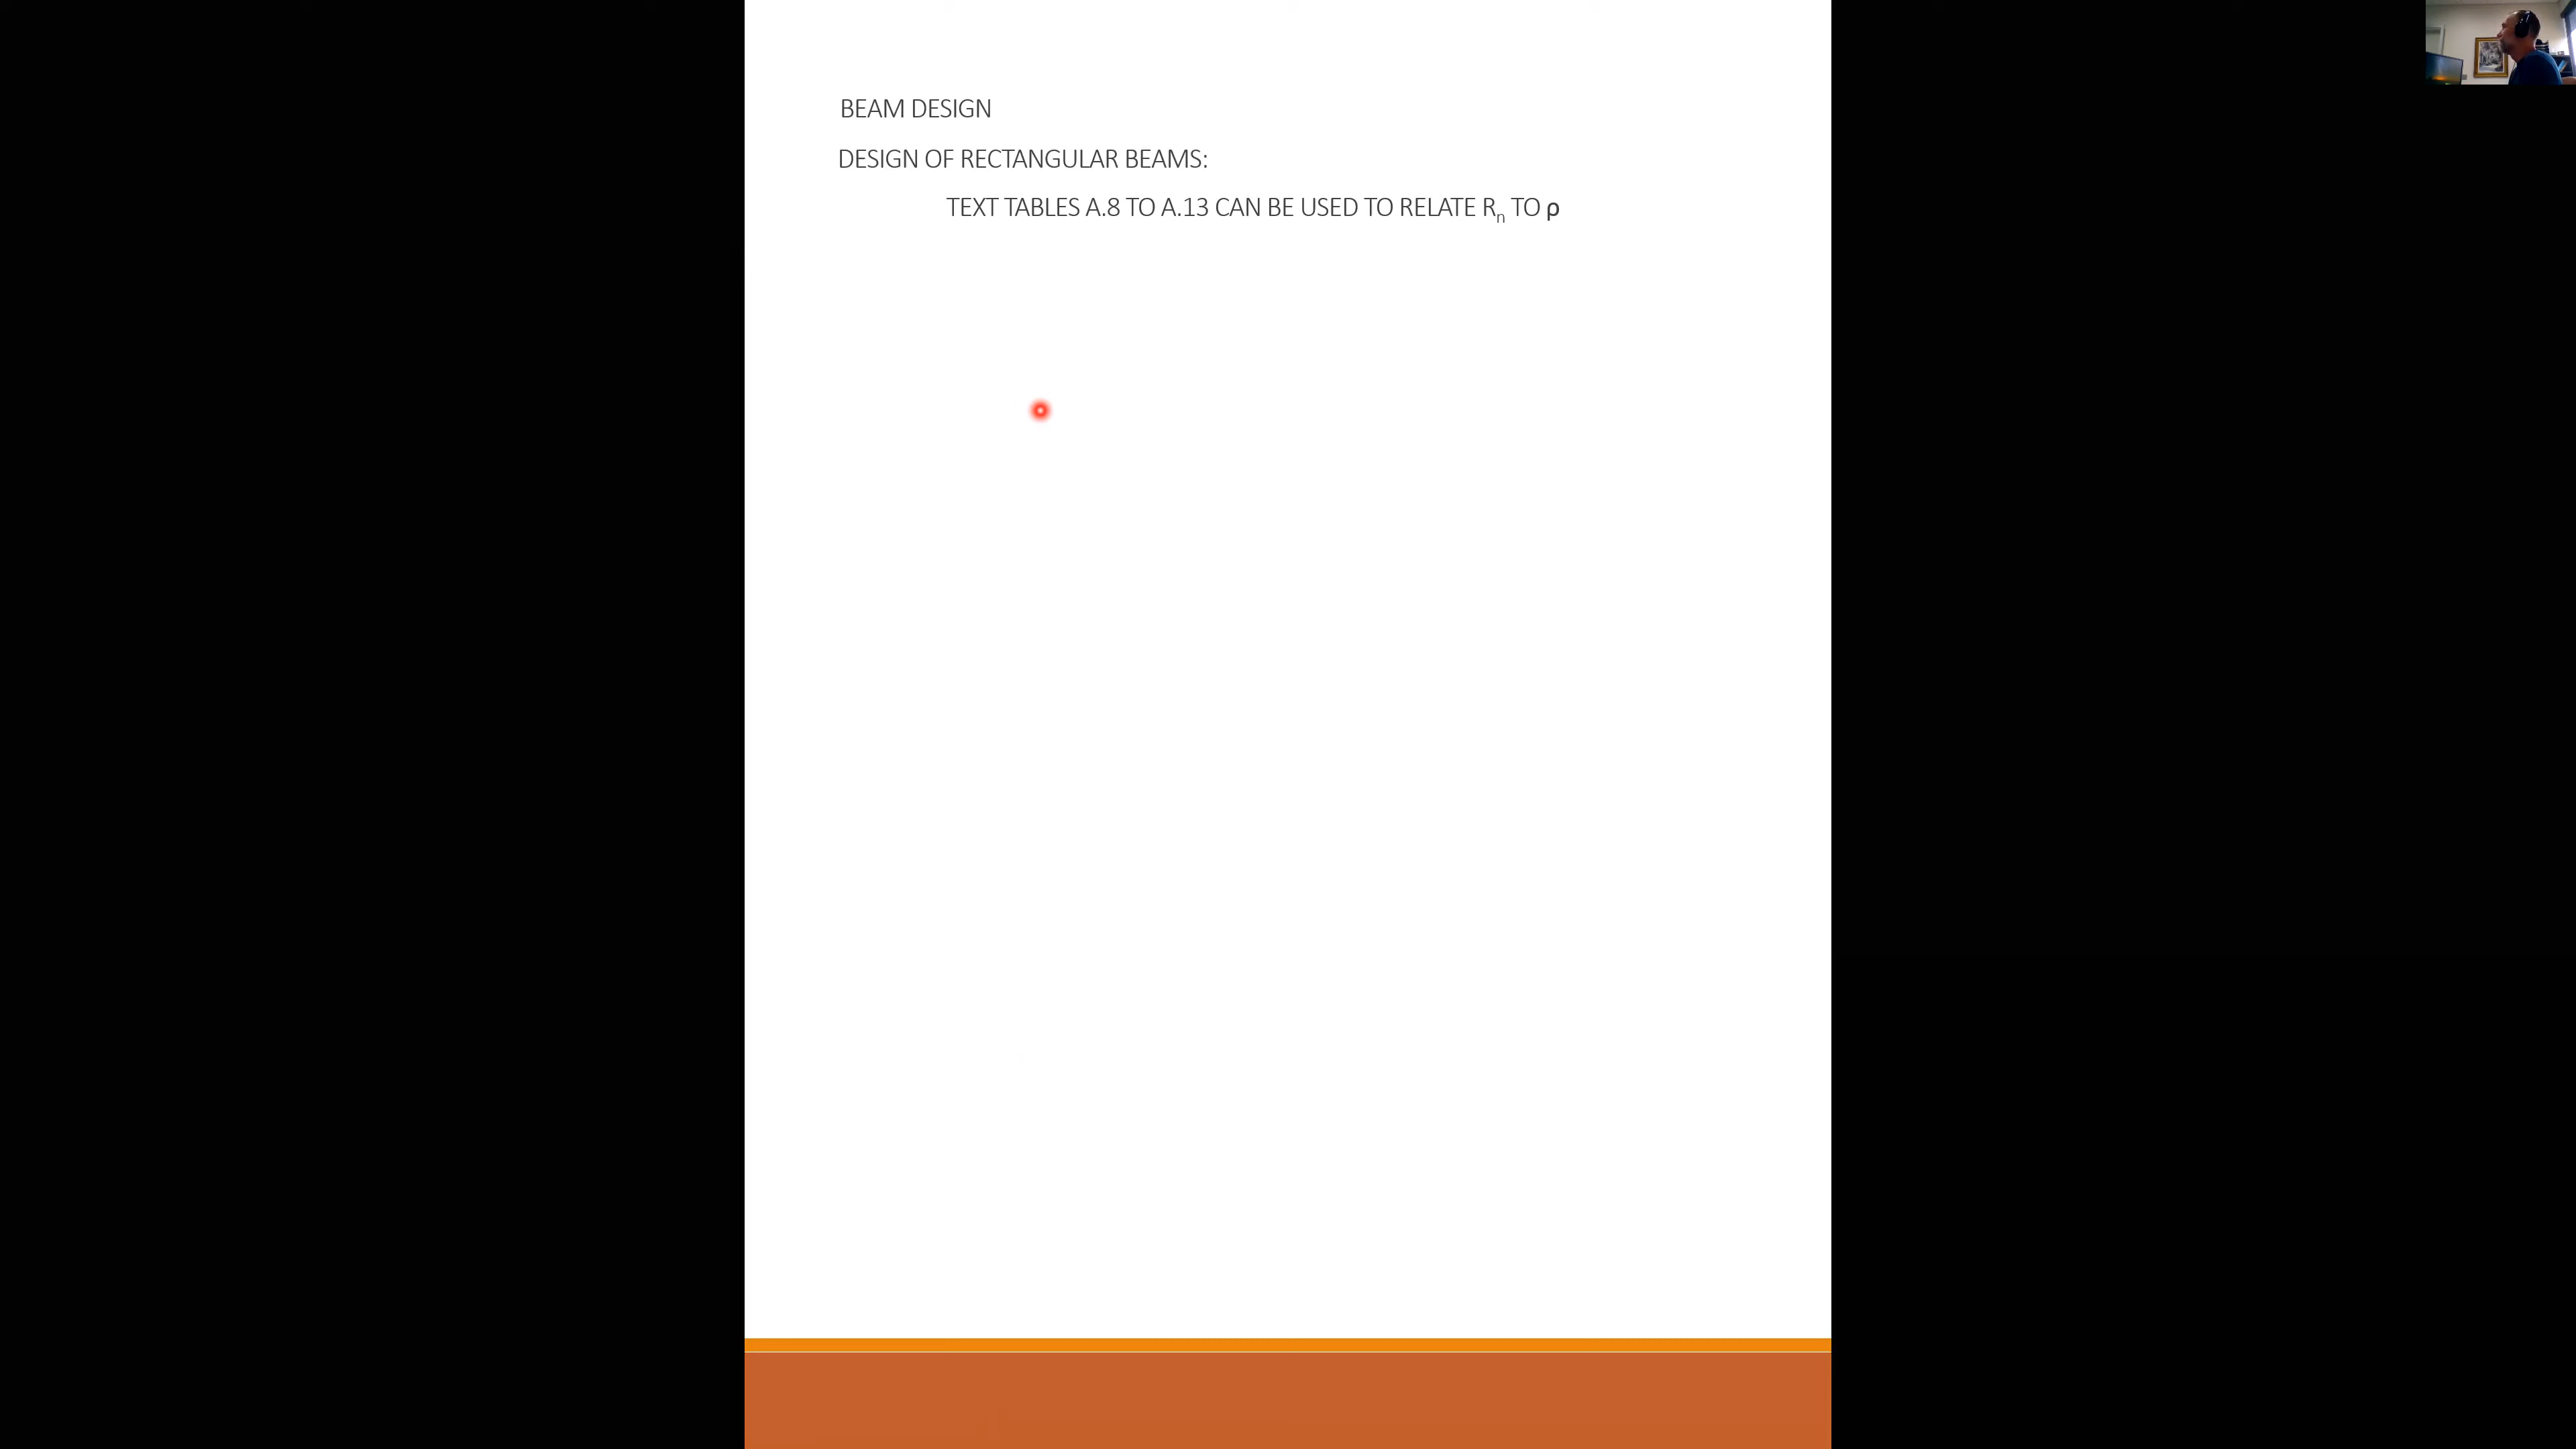 BEAM DESIGN
DESIGN OF RECTANGULAR BEAMS:
TEXT TABLES A.8 TO A.13 CAN BE USED TO RELATE Rn TO ρ